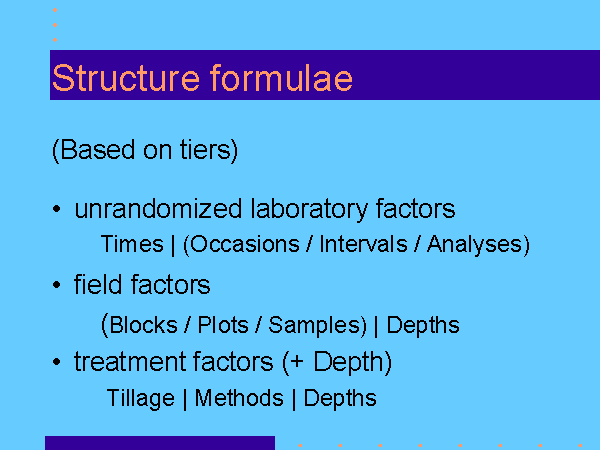 Structure formulae
(Based on tiers)
• unrandomized laboratory factors
Times | (Occasions / Intervals / Analyses)
• field factors
(Blocks / Plots / Samples) | Depths
• treatment factors (+ Depth)
Tillage | Methods | Depths